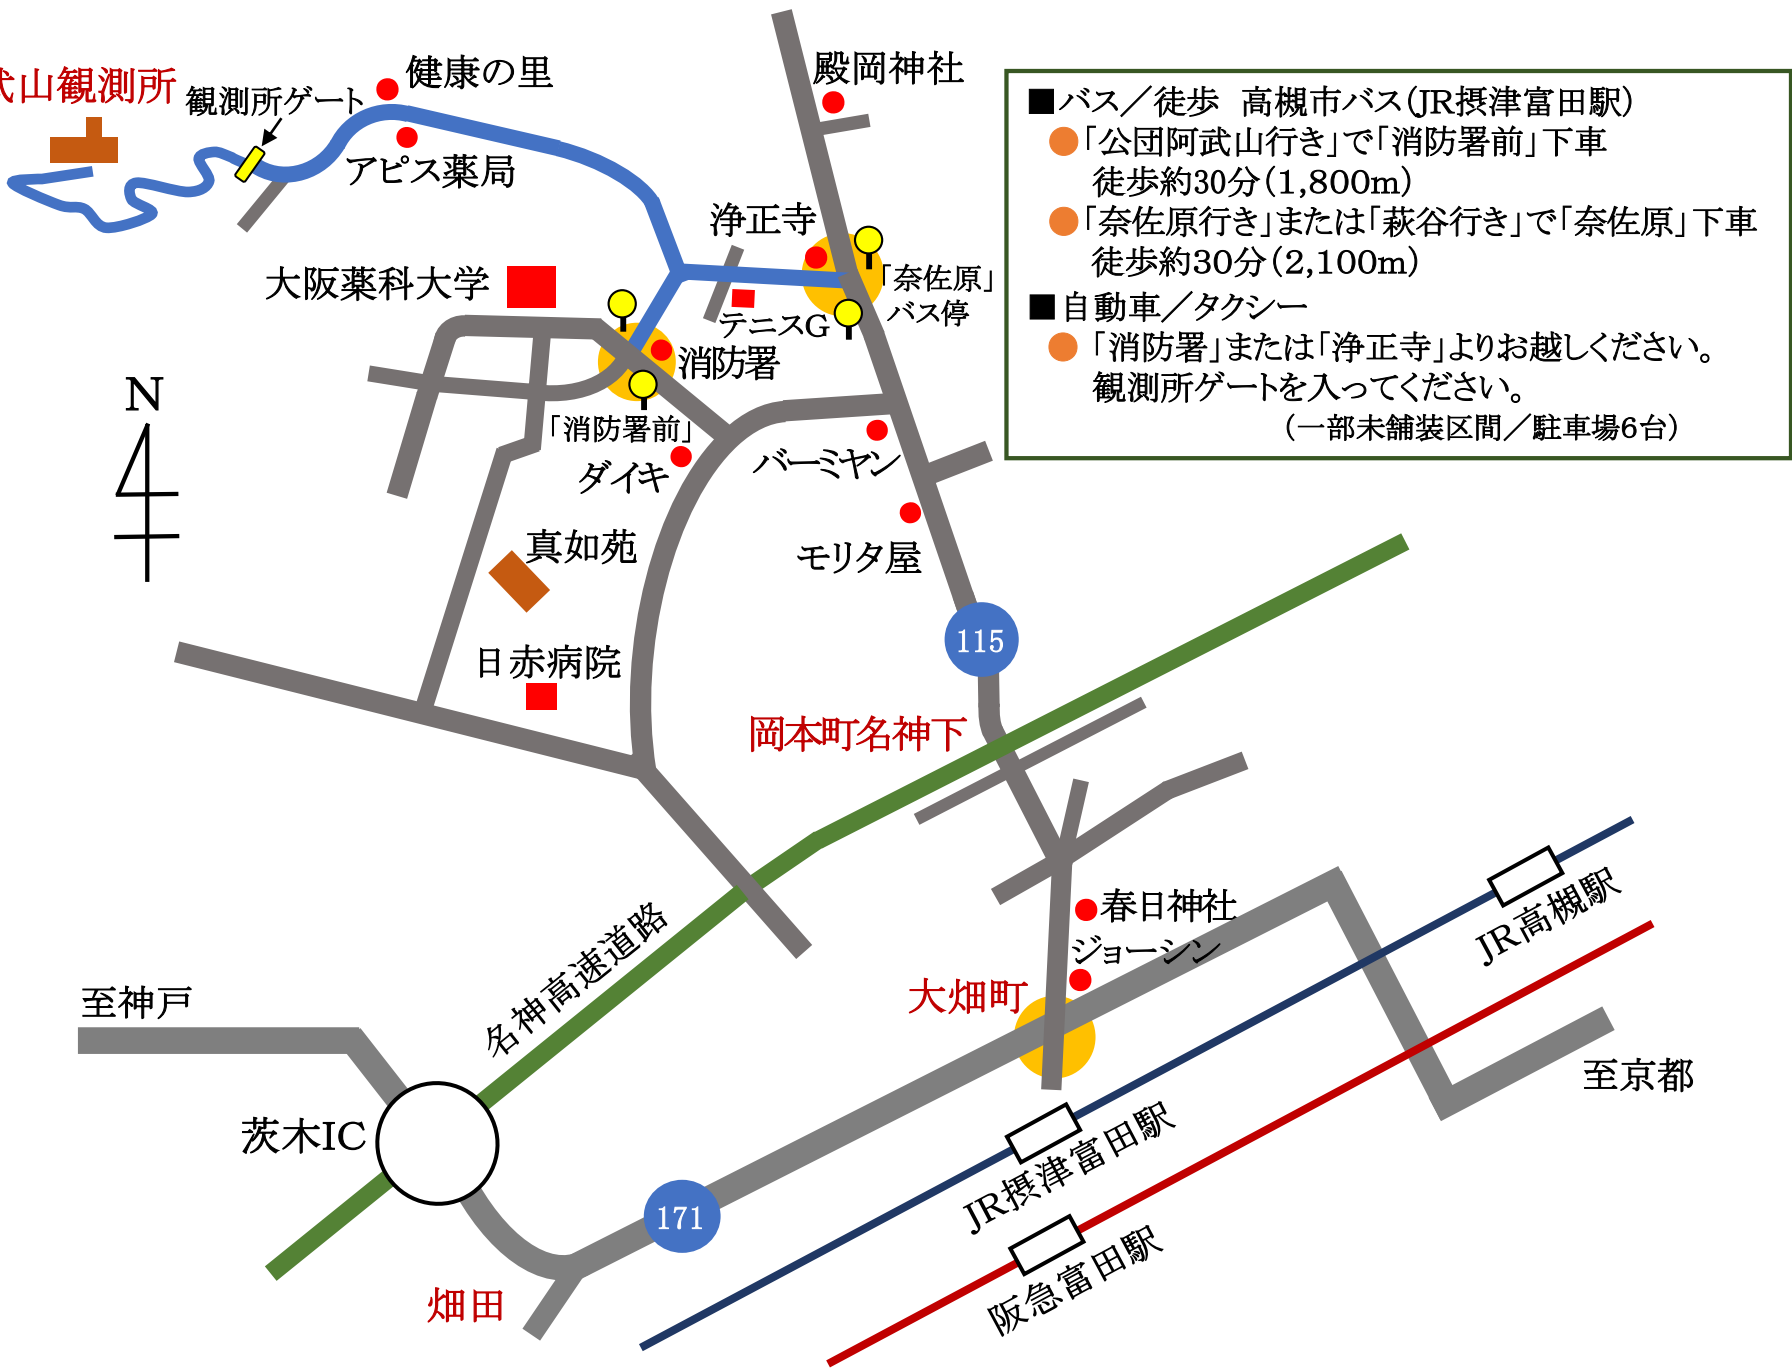 武山観測所
観測所ゲート
健康の里
アピス薬局
殿岡神社
■バス／徒歩　高槻市バス(JR摂津富田駅)
●「公団阿武山行き」で「消防署前」下車
徒歩約30分(1,800m)
●「奈佐原行き」または「萩谷行き」で「奈佐原」下車
徒歩約30分(2,100m)
■自動車／タクシー
●「消防署」または「浄正寺」よりお越しください。
観測所ゲートを入ってください。
(一部未舗装区間／駐車場6台)
浄正寺
大阪薬科大学
「奈佐原」
バス停
テニスG
消防署
「消防署前」
ダイキ
バーミヤン
モリタ屋
N
真如苑
日赤病院
115
岡本町名神下
春日神社
ジョーシン
大畑町
名神高速道路
至神戸
茨木IC
171
畑田
JR高槻駅
至京都
JR摂津富田駅
阪急富田駅